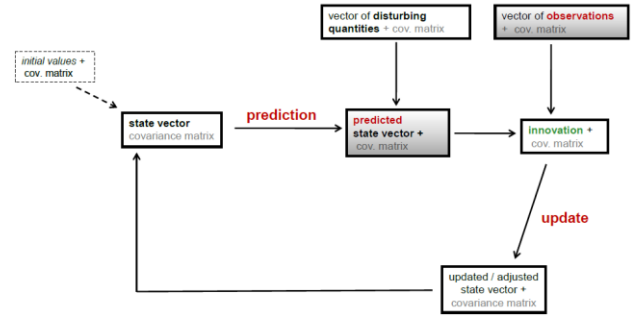 vector of disturbing
quantities + cov. matrix
vector of observations
+ cov. matrix
initial values +
cov. matrix
state vector
covariance matrix
prediction
predicted
state vector +
cov. matrix
innovation +
cov. matrix
update
updated / adjusted
state vector +
covariance matrix